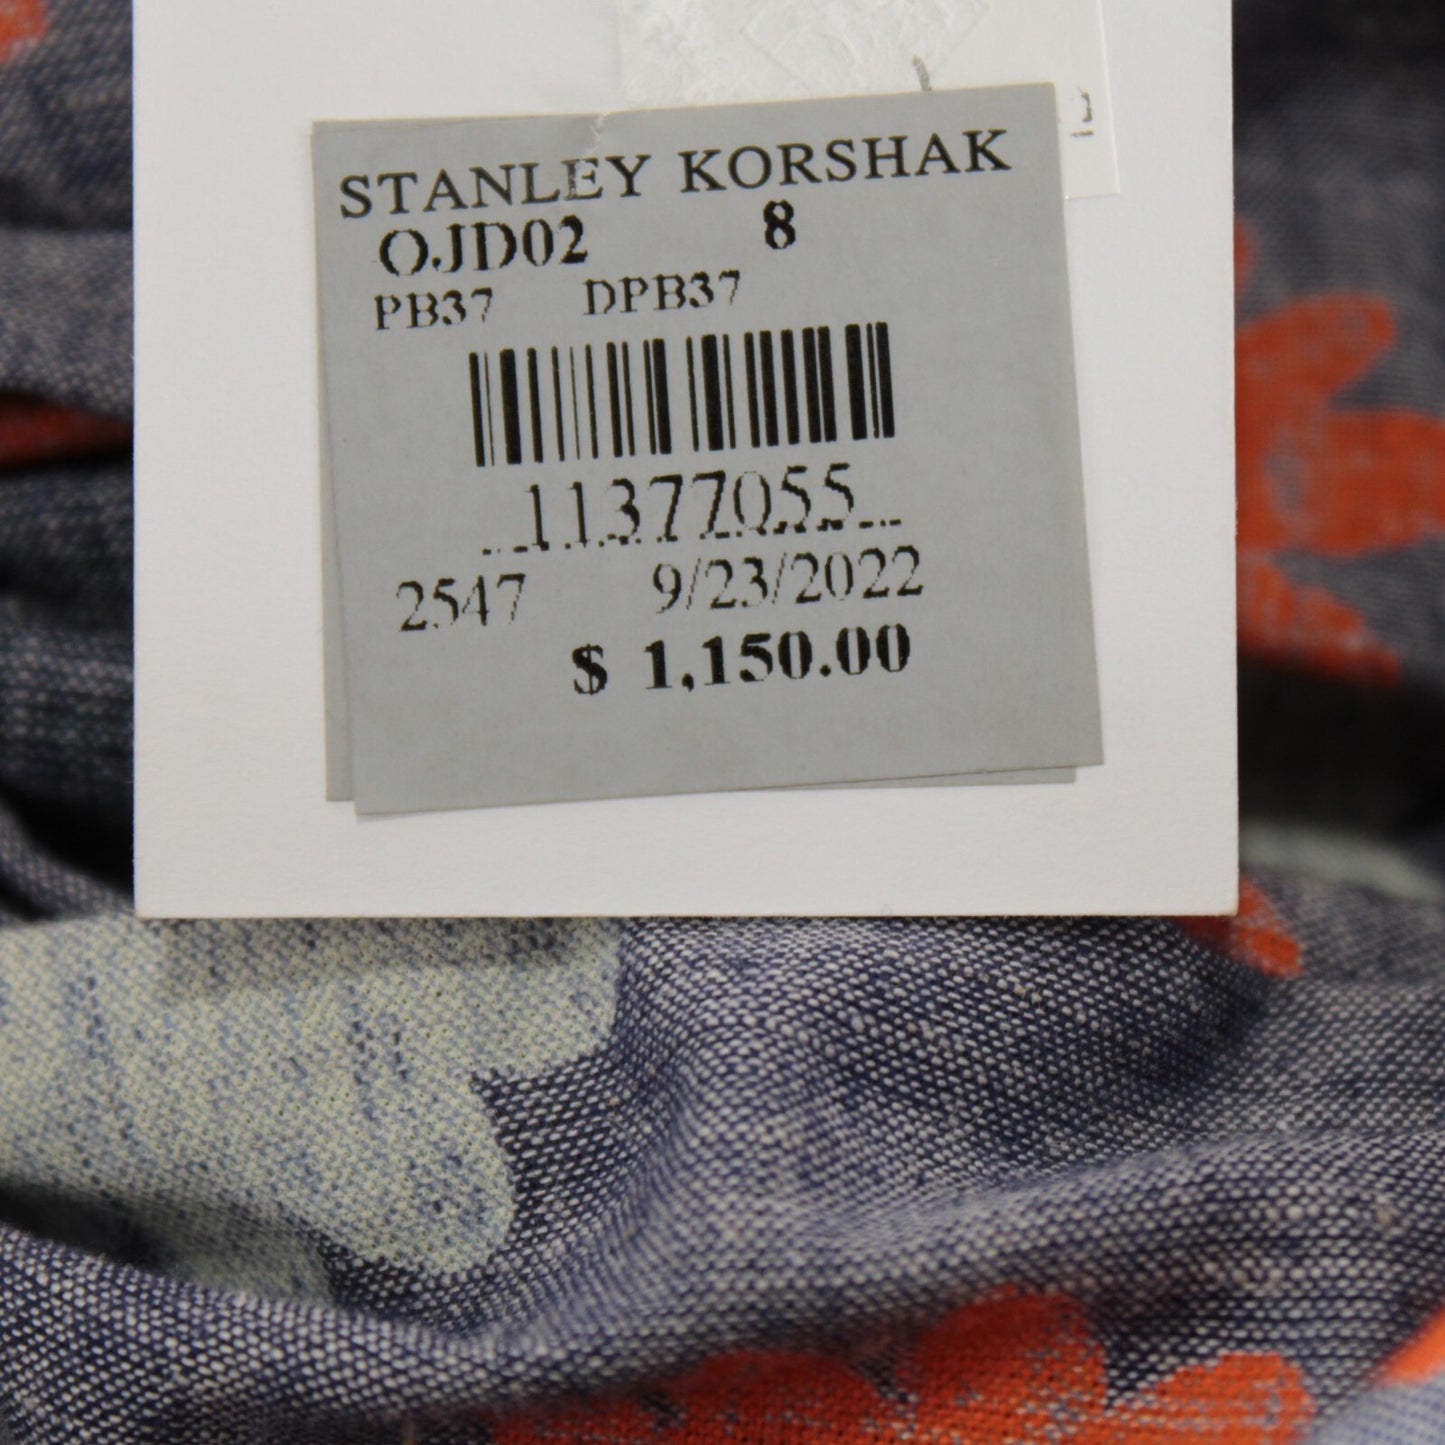 STANLEY KORSHAK
OJD02 8
PB37 DPB37
11377055
2547 9/23/2022
$ 1,150.00